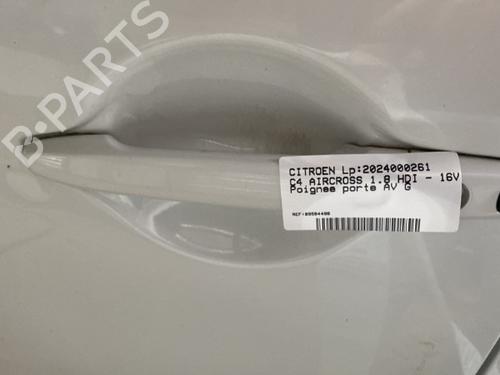 B-PARTS
CITROEN Lp:2024000261
C4 AIRCROSS 1.8 HDI - 16V
Poignee porte AV G